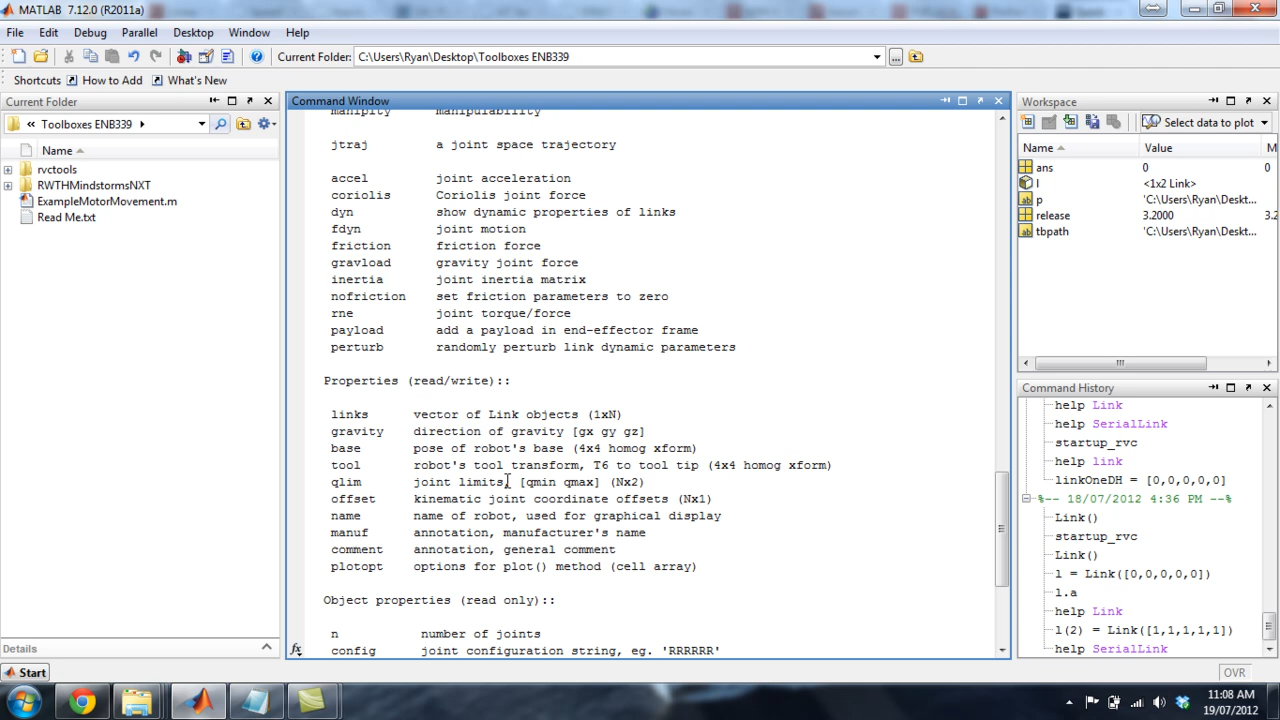 MATLAB 7.12.0 (R2011a)
File Edit Debug Parallel Desktop Window Help
Current Folder: C:\Users\Ryan\Desktop\Toolboxes ENB339
Shortcuts How to Add What's New
Current Folder
« Toolboxes ENB339
Name
rvctools
RWTHMindstormsNXT
ExampleMotorMovement.m
Read Me.txt
Details
Command Window
maniplty manipulability
jtraj a joint space trajectory
accel joint acceleration
coriolis Coriolis joint force
dyn show dynamic properties of links
fdyn joint motion
friction friction force
gravload gravity joint force
inertia joint inertia matrix
nofriction set friction parameters to zero
rne joint torque/force
payload add a payload in end-effector frame
perturb randomly perturb link dynamic parameters
Properties (read/write)::
links vector of Link objects (1xN)
gravity direction of gravity [gx gy gz]
base pose of robot's base (4x4 homog xform)
tool robot's tool transform, T6 to tool tip (4x4 homog xform)
qlim joint limits, [qmin qmax] (Nx2)
offset kinematic joint coordinate offsets (Nx1)
name name of robot, used for graphical display
manuf annotation, manufacturer's name
comment annotation, general comment
plotopt options for plot() method (cell array)
Object properties (read only)::
n number of joints
config joint configuration string, eg. 'RRRRRR'
fx
Workspace
Select data to plot
Name Value M
ans 0 0
l <1x2 Link>
p 'C:\Users\Ryan\Deskt...
release 3.2000 3.2
tbpath 'C:\Users\Ryan\Deskt...
Command History
help Link
help SerialLink
startup_rvc
help link
linkOneDH = [0,0,0,0,0]
%-- 18/07/2012 4:36 PM --%
Link()
startup_rvc
Link()
l = Link([0,0,0,0,0])
l.a
help Link
l(2) = Link([1,1,1,1,1])
help SerialLink
Start
OVR
11:08 AM
19/07/2012